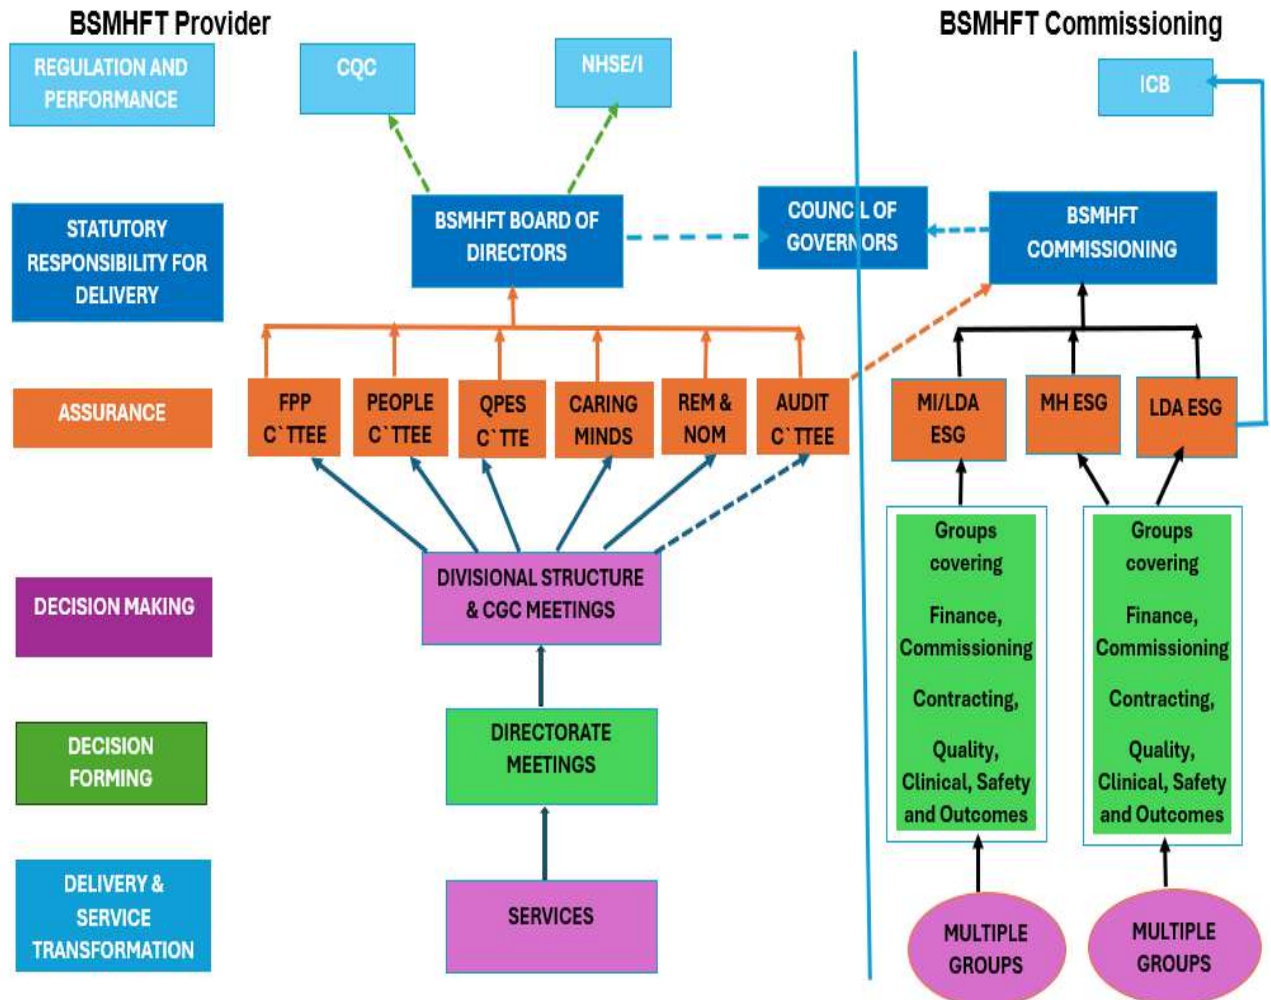 BSMHFT Provider
BSMHFT Commissioning
REGULATION AND
PERFORMANCE
CQC
NHSE/I
ICB
STATUTORY
RESPONSIBILITY FOR
DELIVERY
BSMHFT BOARD OF
DIRECTORS
COUNCIL OF
GOVERNORS
BSMHFT
COMMISSIONING
ASSURANCE
FPP
C`TTEE
PEOPLE
C`TTEE
QPES
C`TTE
CARING
MINDS
REM &
NOM
AUDIT
C`TTEE
MI/LDA
ESG
MH ESG
LDA ESG
DECISION MAKING
DIVISIONAL STRUCTURE
& CGC MEETINGS
DECISION
FORMING
DIRECTORATE
MEETINGS
Groups
covering
Finance,
Commissioning
Contracting,
Quality,
Clinical, Safety
and Outcomes
Groups
covering
Finance,
Commissioning
Contracting,
Quality,
Clinical, Safety
and Outcomes
DELIVERY &
SERVICE
TRANSFORMATION
SERVICES
MULTIPLE
GROUPS
MULTIPLE
GROUPS